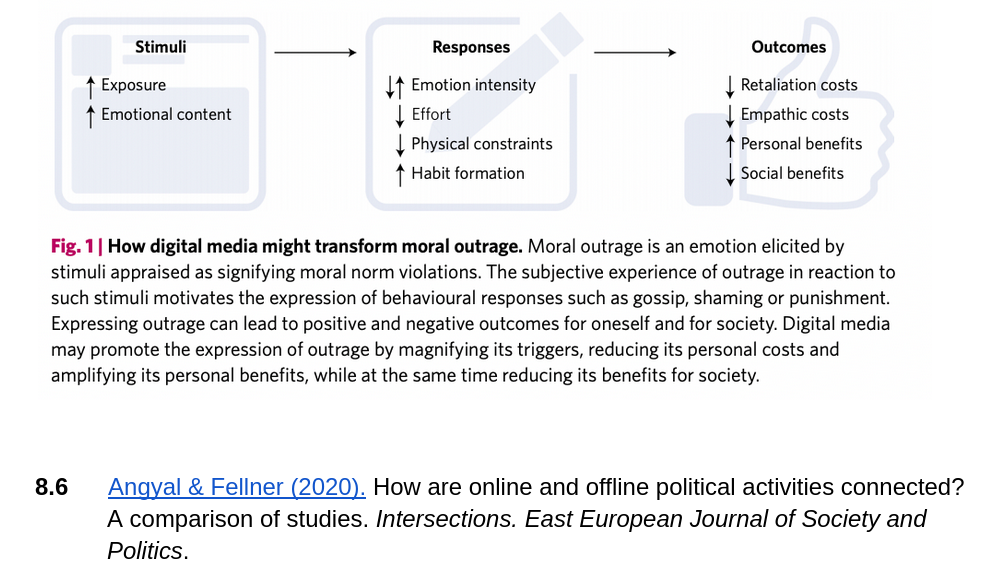 Stimuli
↑ Exposure
↑ Emotional content
Responses
↓↑ Emotion intensity
↓ Effort
↓ Physical constraints
↑ Habit formation
Outcomes
↓ Retaliation costs
↓ Empathic costs
↑ Personal benefits
↓ Social benefits
Fig. 1 | How digital media might transform moral outrage. Moral outrage is an emotion elicited by
stimuli appraised as signifying moral norm violations. The subjective experience of outrage in reaction to
such stimuli motivates the expression of behavioural responses such as gossip, shaming or punishment.
Expressing outrage can lead to positive and negative outcomes for oneself and for society. Digital media
may promote the expression of outrage by magnifying its triggers, reducing its personal costs and
amplifying its personal benefits, while at the same time reducing its benefits for society.
8.6 Angyal & Fellner (2020). How are online and offline political activities connected?
A comparison of studies. Intersections. East European Journal of Society and
Politics.